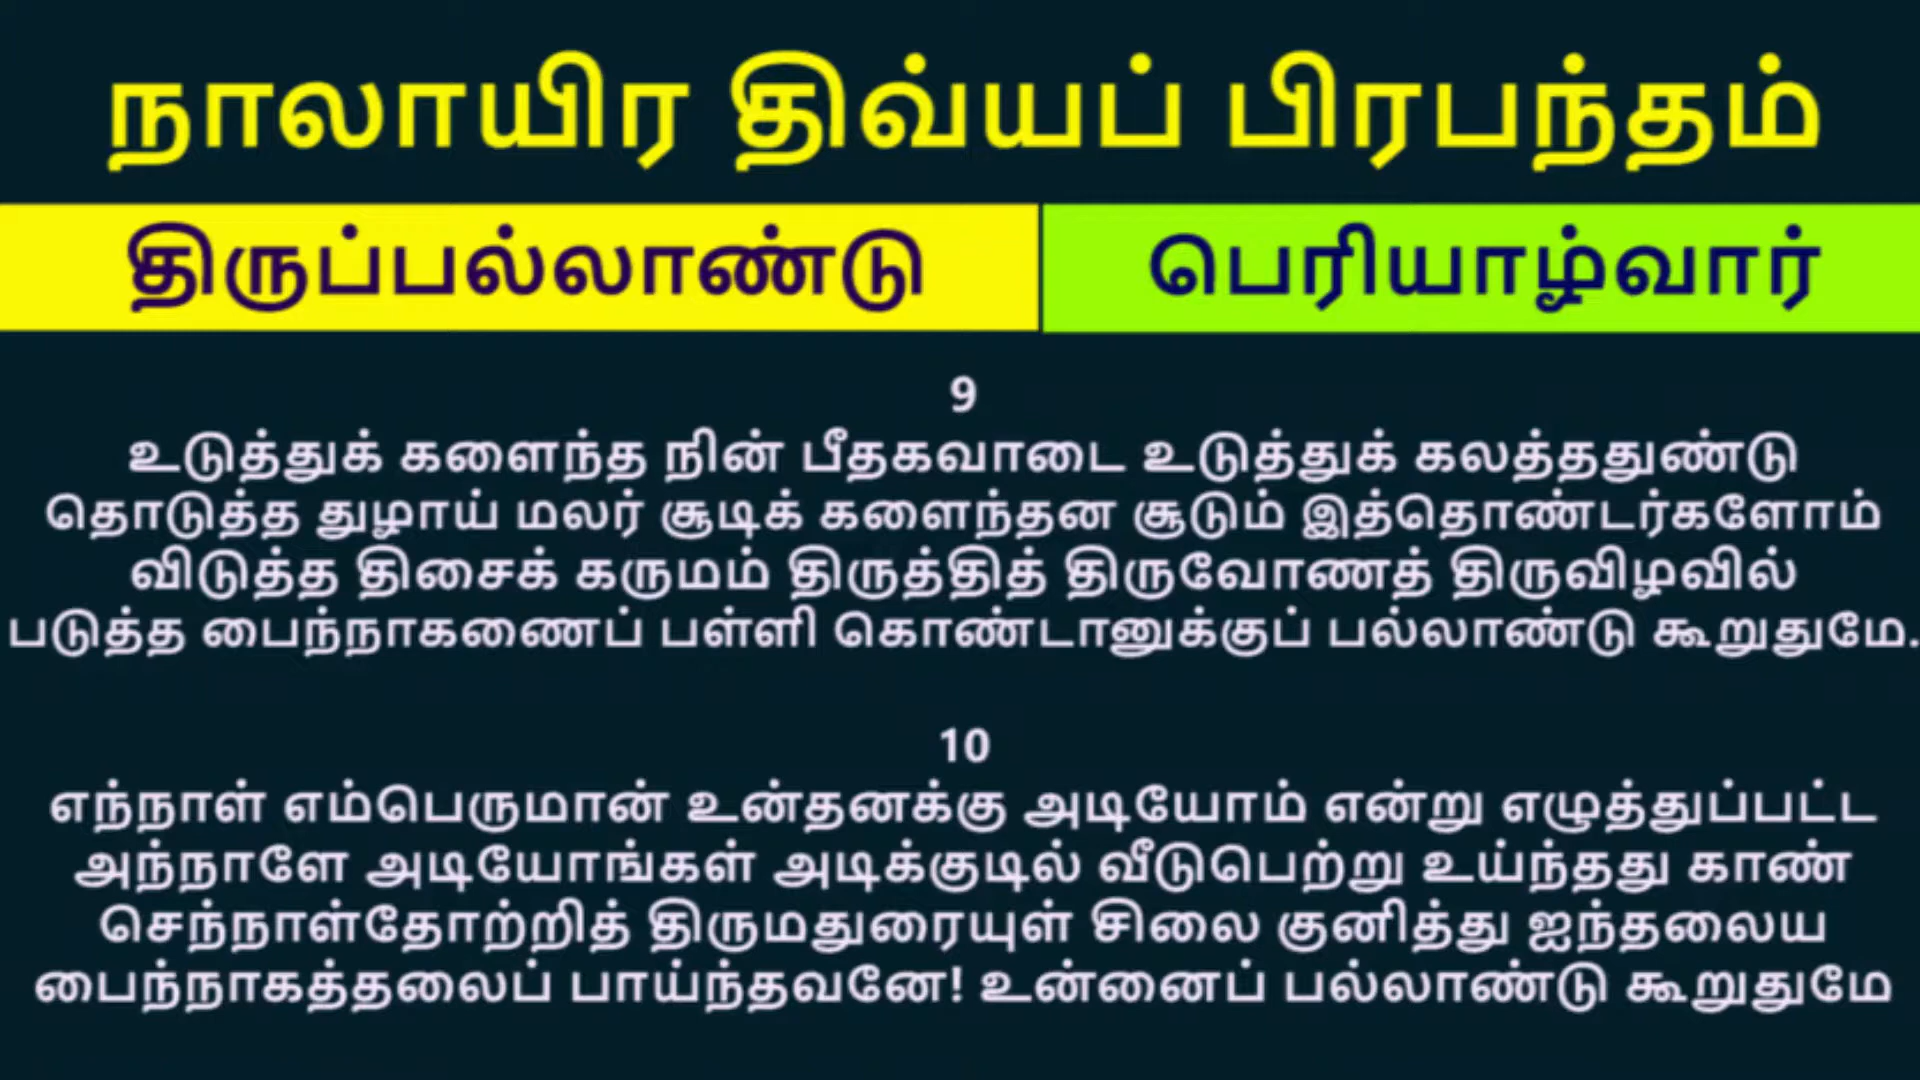 நாலாயிர திவ்யப் பிரபந்தம்
திருப்பல்லாண்டு பெரியாழ்வார்
9
உடுத்துக் களைந்த நின் பீதகவாடை உடுத்துக் கலத்ததுண்டு
தொடுத்த துழாய் மலர் சூடிக் களைந்தன சூடும் இத்தொண்டர்களோம்
விடுத்த திசைக் கருமம் திருத்தித் திருவோணத் திருவிழவில்
படுத்த பைந்நாகணைப் பள்ளி கொண்டானுக்குப் பல்லாண்டு கூறுதுமே.
10
எந்நாள் எம்பெருமான் உன்தனக்கு அடியோம் என்று எழுத்துப்பட்ட
அந்நாளே அடியோங்கள் அடிக்குடில் வீடுபெற்று உய்ந்தது காண்
செந்நாள்தோற்றித் திருமதுரையுள் சிலை குனித்து ஐந்தலைய
பைந்நாகத்தலைப் பாய்ந்தவனே! உன்னைப் பல்லாண்டு கூறுதுமே